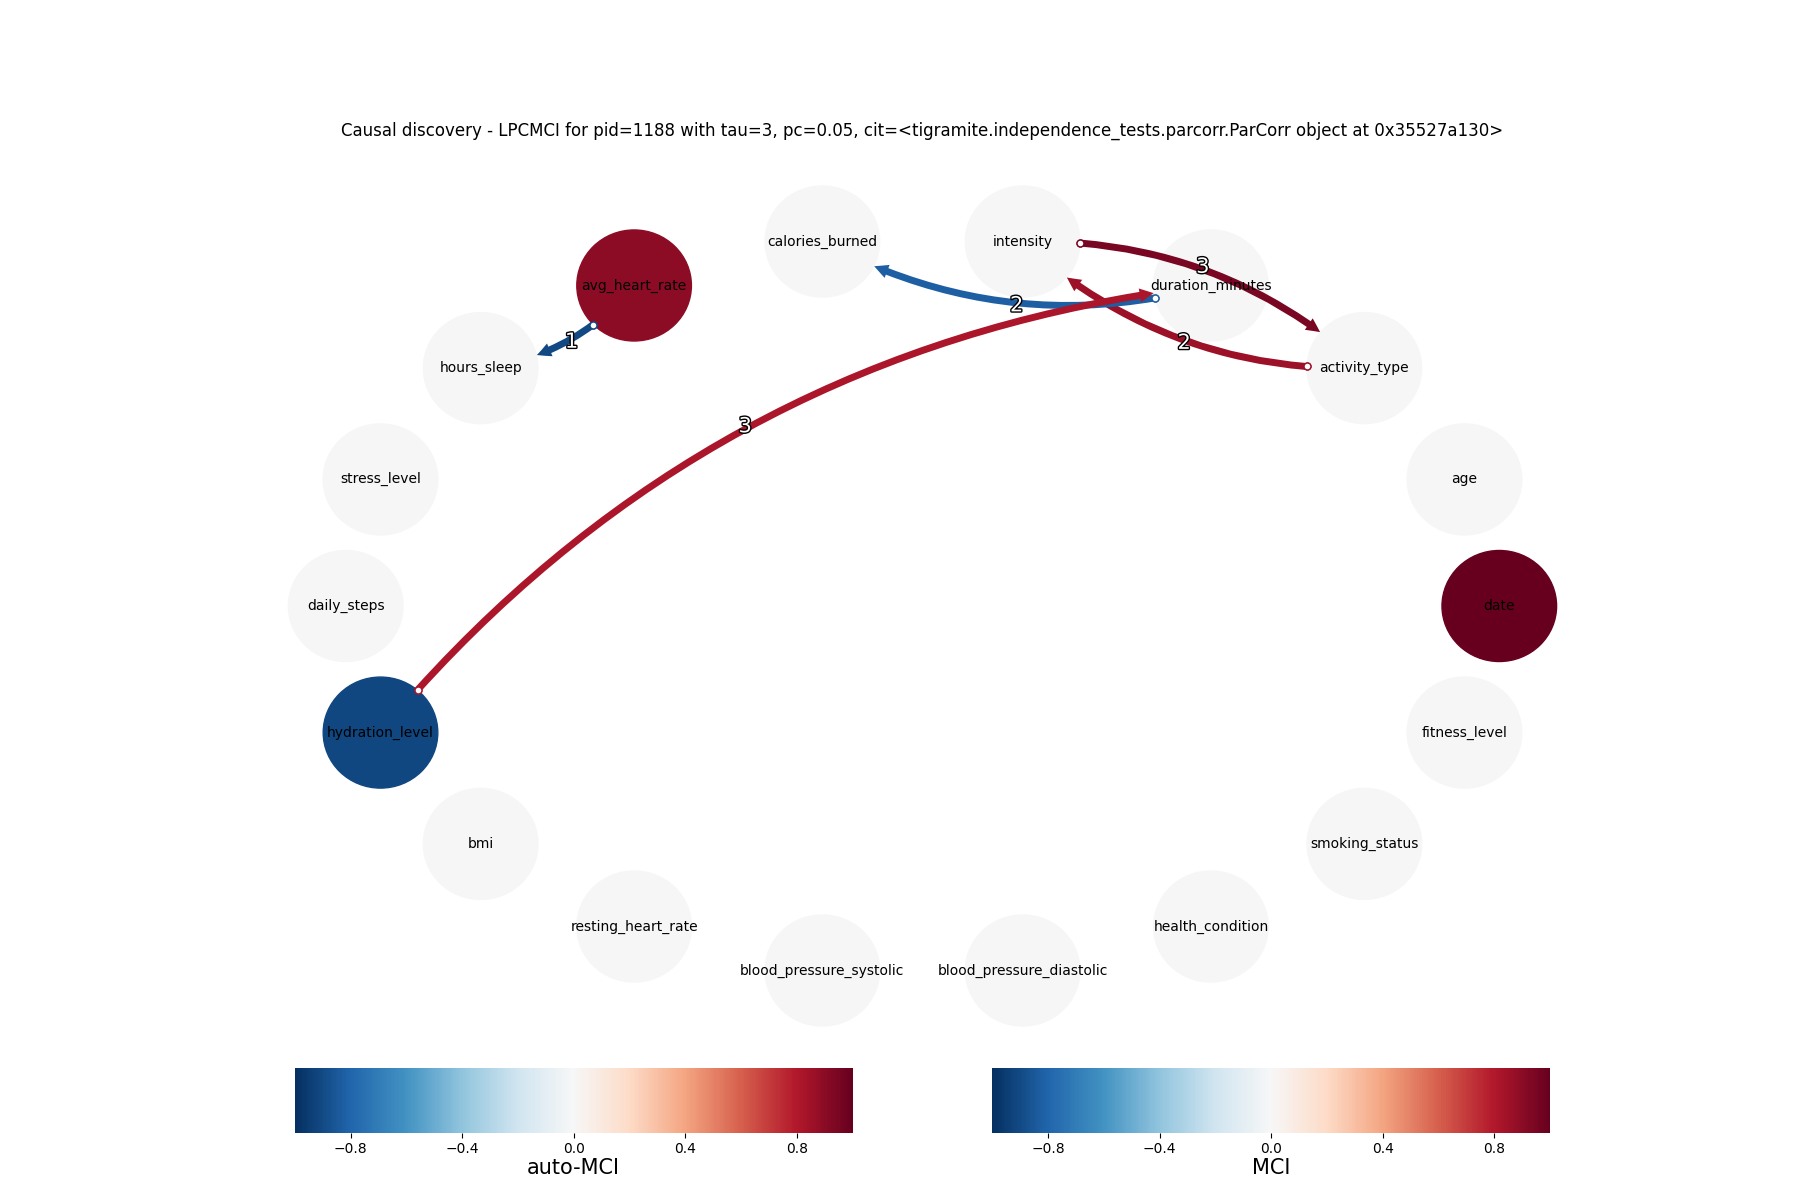 Causal discovery - LPCMCI for pid=1188 with tau=3, pc=0.05, cit=<tigramite.independence_tests.parcorr.ParCorr object at 0x35527a130>
calories_burned
intensity
3
avg_heart_rate
duration_minutes
2
1
2
hours_sleep
activity_type
3
stress_level
age
daily_steps
date
hydration_level
fitness_level
bmi
smoking_status
resting_heart_rate
health_condition
blood_pressure_systolic
blood_pressure_diastolic
−0.8 −0.4 0.0 0.4 0.8
auto-MCI
−0.8 −0.4 0.0 0.4 0.8
MCI